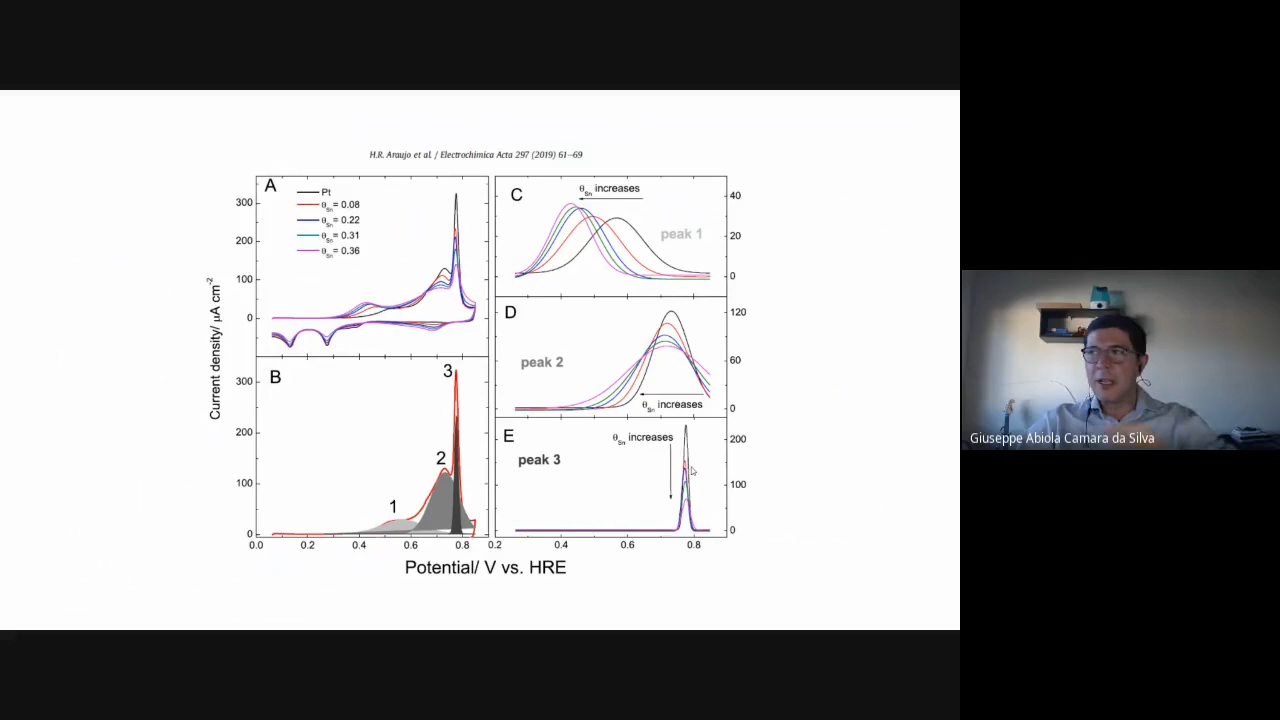 H.R. Araujo et al. / Electrochimica Acta 297 (2019) 61–69
A
Pt
θSn = 0.08
θSn = 0.22
θSn = 0.31
θSn = 0.36
300
200
100
0
B
3
2
1
300
200
100
0
0.0 0.2 0.4 0.6 0.8
Current density/ μA cm-2
C
θSn increases
peak 1
40
20
0
D
peak 2
θSn increases
120
60
0
E
θSn increases
peak 3
200
100
0
0.2 0.4 0.6 0.8
Potential/ V vs. HRE
Giuseppe Abiola Camara da Silva